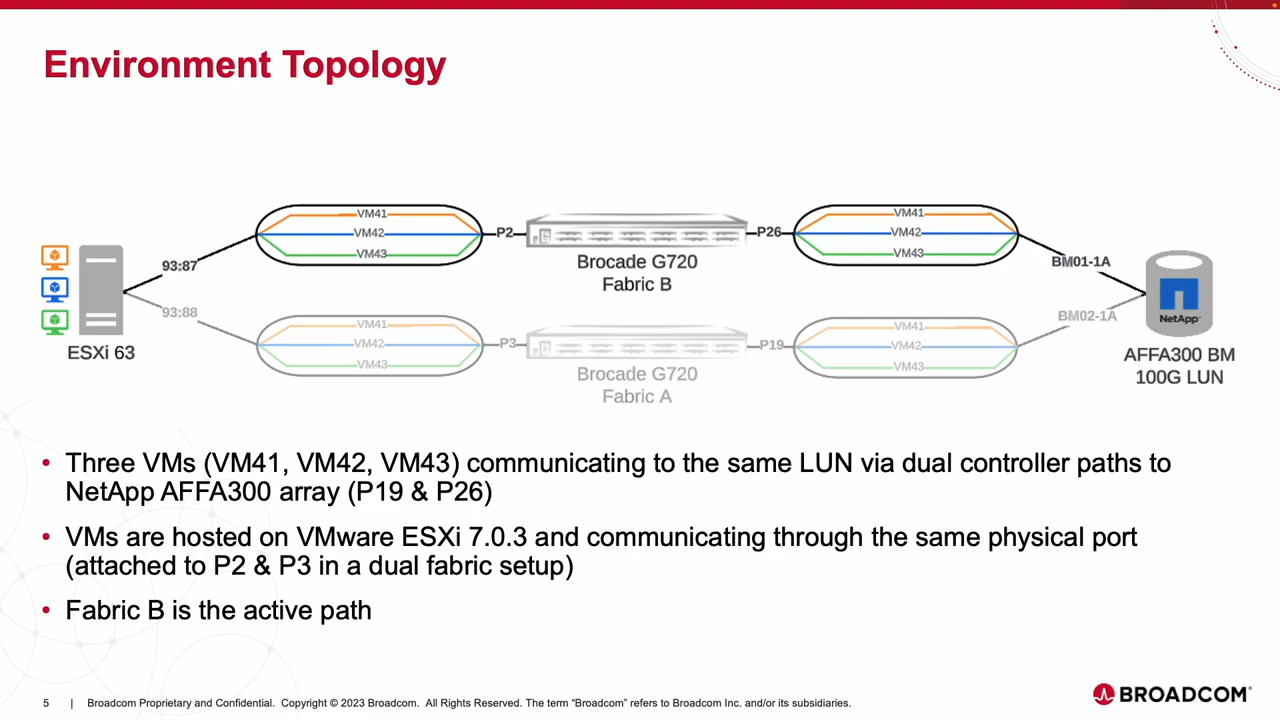 Environment Topology
VM41
VM42
VM43
P2
Brocade G720
Fabric B
P26
VM41
VM42
VM43
93:87
BM01-1A
93:88
BM02-1A
ESXi 63
VM41
VM42
VM43
P3
Brocade G720
Fabric A
P19
VM41
VM42
VM43
NetApp
AFFA300 BM
100G LUN
• Three VMs (VM41, VM42, VM43) communicating to the same LUN via dual controller paths to
NetApp AFFA300 array (P19 & P26)
• VMs are hosted on VMware ESXi 7.0.3 and communicating through the same physical port
(attached to P2 & P3 in a dual fabric setup)
• Fabric B is the active path
5 | Broadcom Proprietary and Confidential. Copyright © 2023 Broadcom. All Rights Reserved. The term “Broadcom” refers to Broadcom Inc. and/or its subsidiaries.
BROADCOM®